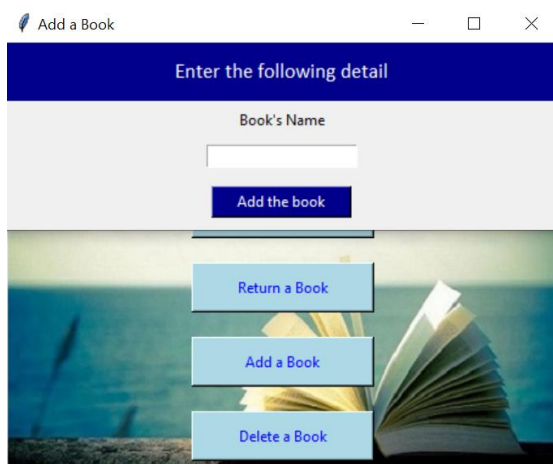 Add a Book
Enter the following detail
Book's Name
Add the book
Return a Book
Add a Book
Delete a Book